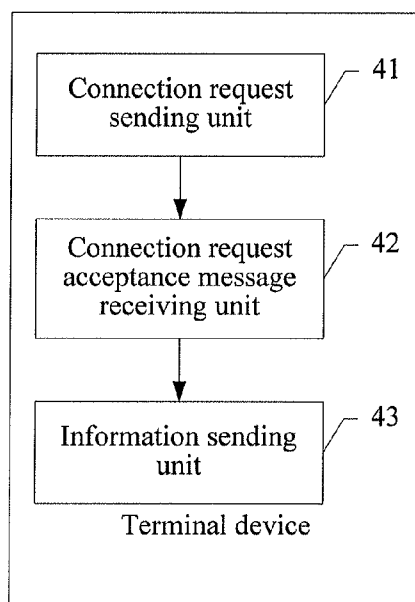 Connection request
sending unit
41
Connection request
acceptance message
receiving unit
42
Information sending
unit
43
Terminal device